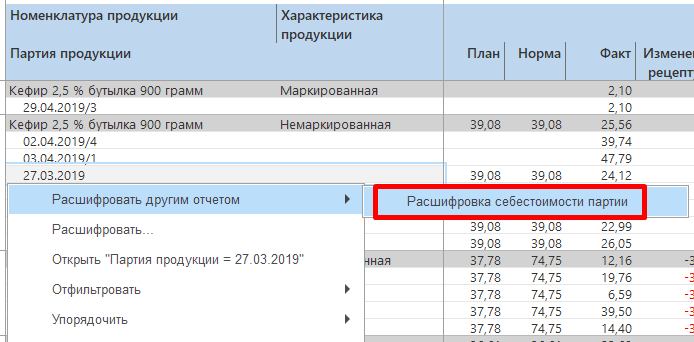 Номенклатура продукции Характеристика
продукции
Партия продукции План Норма Факт Изменен
рецепту
Кефир 2,5 % бутылка 900 грамм Маркированная 2,10
29.04.2019/3 2,10
Кефир 2,5 % бутылка 900 грамм Немаркированная 39,08 39,08 25,56
02.04.2019/4 39,74
03.04.2019/1 47,79
27.03.2019 39,08 39,08 24,12
Расшифровать другим отчетом Расшифровка себестоимости партии
Расшифровать... 39,08 39,08 22,99
39,08 39,08 26,05
Открыть "Партия продукции = 27.03.2019" нная 37,78 74,75 12,16 -3
37,78 74,75 19,76 -3
Отфильтровать 37,78 74,75 6,59 -3
37,78 74,75 39,50 -3
Упорядочить 37,78 74,75 14,40 -3